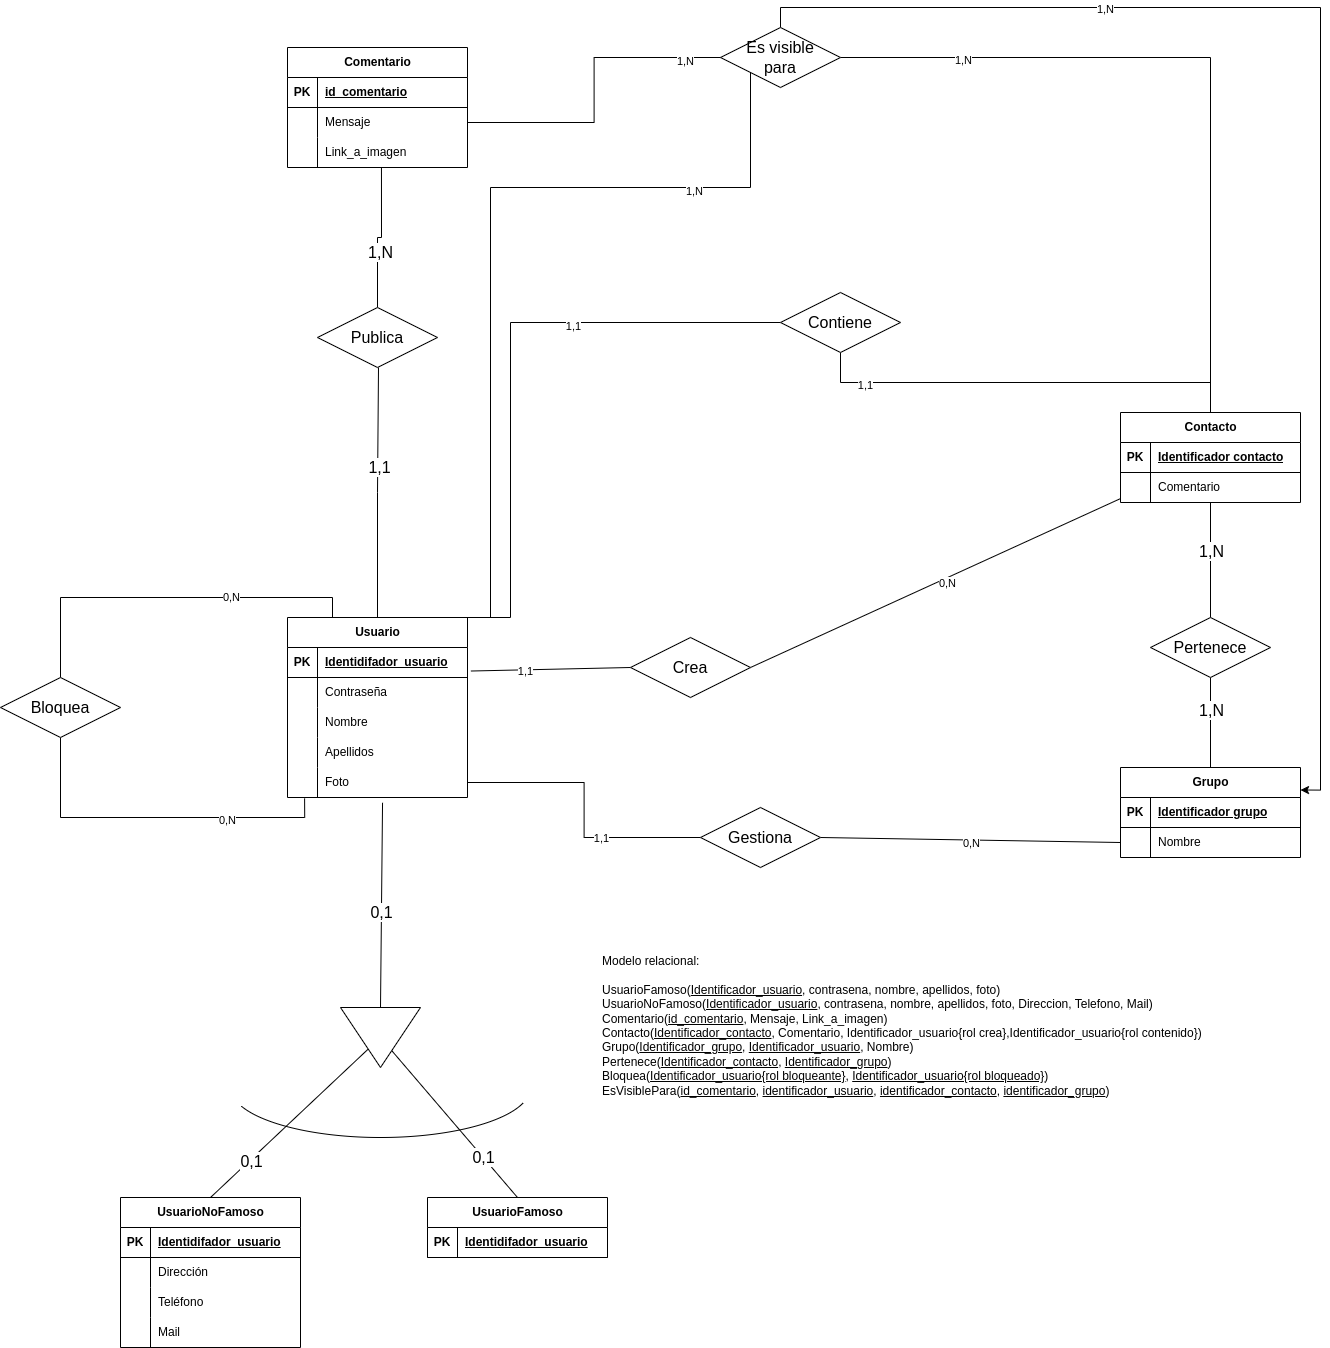 1,N
Es visible
para
1,N
1,N
Comentario
PK
id_comentario
Mensaje
Link_a_imagen
1,N
1,N
Publica
1,1
Contiene
1,1
1,1
Contacto
PK
Identificador contacto
Comentario
1,N
0,N
Pertenece
1,N
0,N
Bloquea
0,N
Usuario
PK
Identidifador_usuario
Contraseña
Nombre
Apellidos
Foto
1,1
Crea
1,1
Gestiona
0,N
Grupo
PK
Identificador grupo
Nombre
0,1
Modelo relacional:
UsuarioFamoso(Identificador_usuario, contrasena, nombre, apellidos, foto)
UsuarioNoFamoso(Identificador_usuario, contrasena, nombre, apellidos, foto, Direccion, Telefono, Mail)
Comentario(id_comentario, Mensaje, Link_a_imagen)
Contacto(Identificador_contacto, Comentario, Identificador_usuario{rol crea},Identificador_usuario{rol contenido})
Grupo(Identificador_grupo, Identificador_usuario, Nombre)
Pertenece(Identificador_contacto, Identificador_grupo)
Bloquea(Identificador_usuario{rol bloqueante}, Identificador_usuario{rol bloqueado})
EsVisiblePara(id_comentario, identificador_usuario, identificador_contacto, identificador_grupo)
0,1
0,1
UsuarioNoFamoso
PK
Identidifador_usuario
Dirección
Teléfono
Mail
UsuarioFamoso
PK
Identidifador_usuario